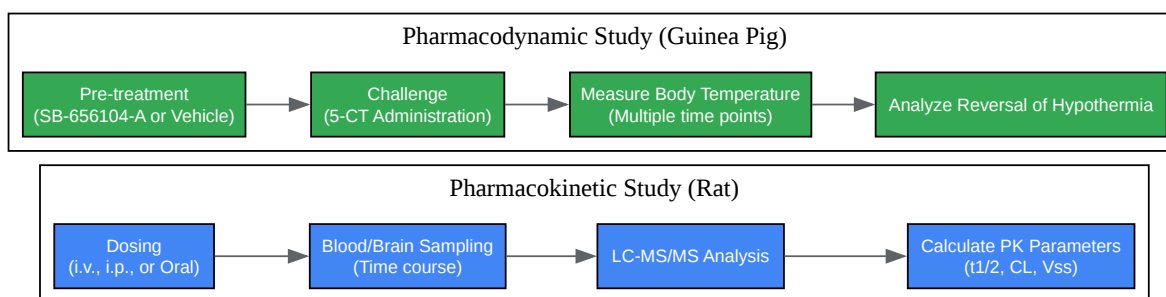 Pharmacodynamic Study (Guinea Pig)
Pre-treatment
(SB-656104-A or Vehicle)
Challenge
(5-CT Administration)
Measure Body Temperature
(Multiple time points)
Analyze Reversal of Hypothermia
Pharmacokinetic Study (Rat)
Dosing
(i.v., i.p., or Oral)
Blood/Brain Sampling
(Time course)
LC-MS/MS Analysis
Calculate PK Parameters
(t1/2, CL, Vss)